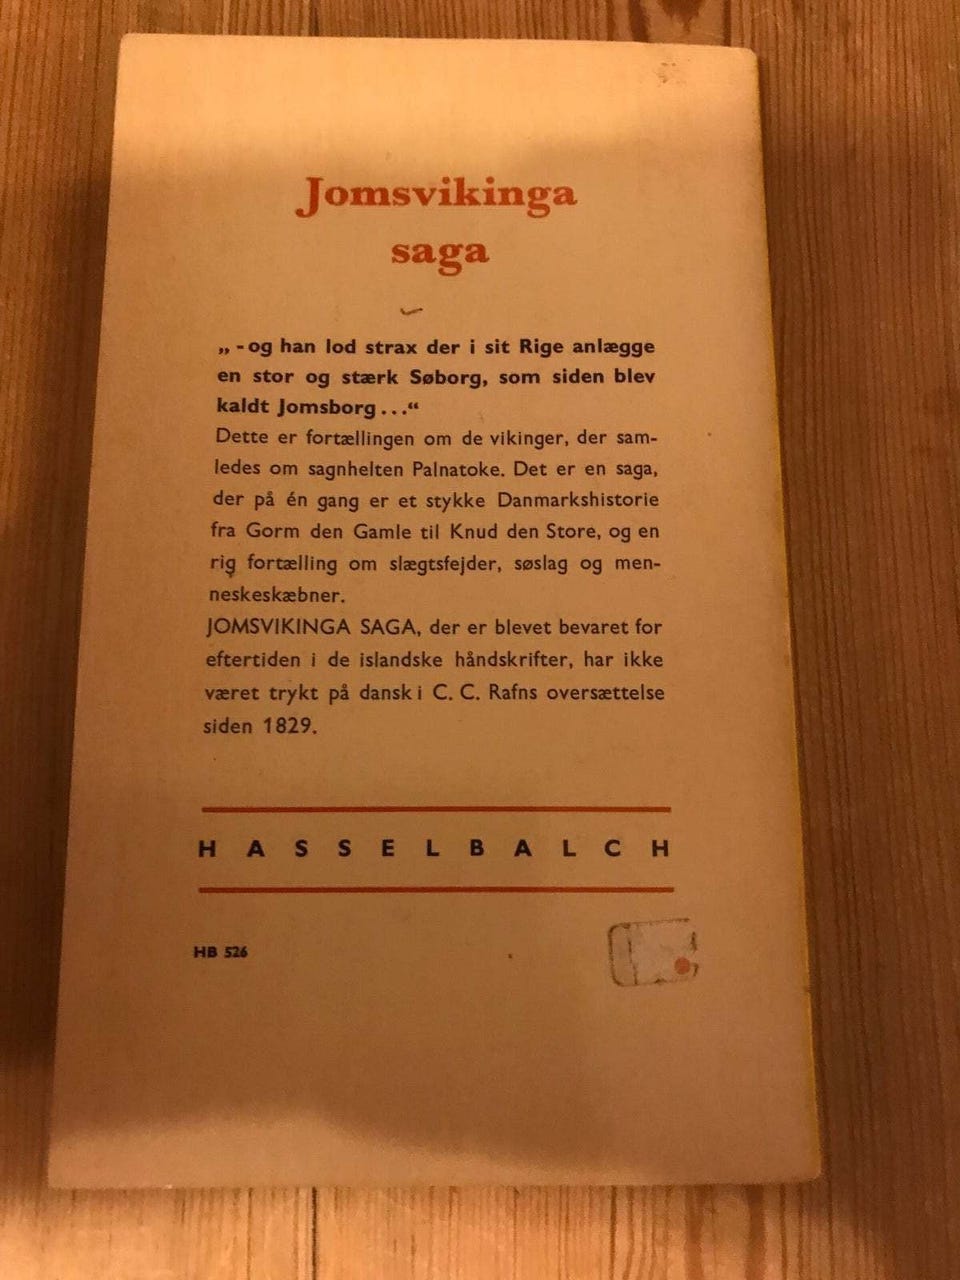 Jomsvikinga
saga
„ - og han lod strax der i sit Rige anlægge
en stor og stærk Søborg, som siden blev
kaldt Jomsborg . . .“
Dette er fortællingen om de vikinger, der sam-
ledes om sagnhelten Palnatoke. Det er en saga,
der på én gang er et stykke Danmarkshistorie
fra Gorm den Gamle til Knud den Store, og en
rig fortælling om slægtsfejder, søslag og men-
neskeskæbner.
JOMSVIKINGA SAGA, der er blevet bevaret for
eftertiden i de islandske håndskrifter, har ikke
været trykt på dansk i C. C. Rafns oversættelse
siden 1829.
HASSELBALCH
HB 526